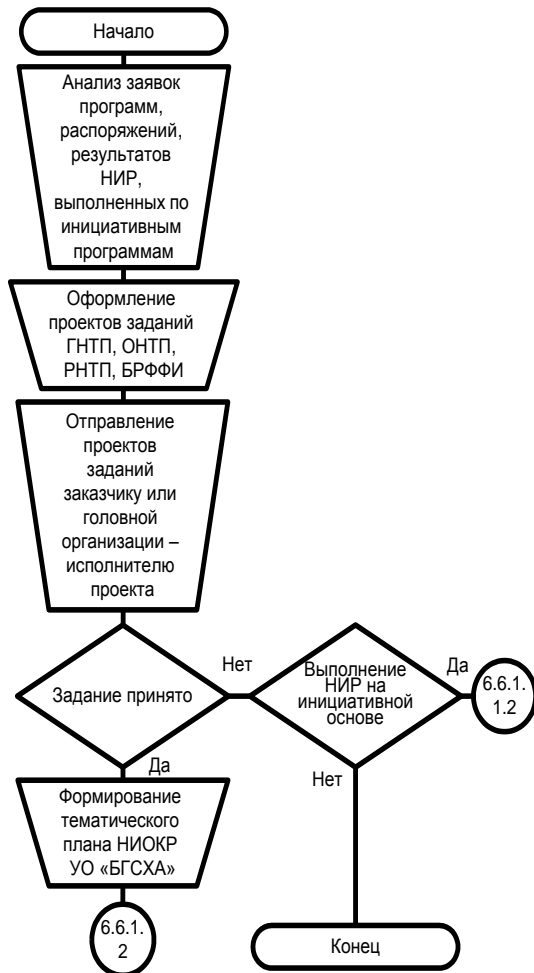 Начало
Анализ заявок
программ,
распоряжений,
результатов
НИР,
выполненных по
инициативным
программам
Оформление
проектов заданий
ГНТП, ОНТП,
РНТП, БРФФИ
Отправление
проектов
заданий
заказчику или
головной
организации –
исполнителю
проекта
Задание принято
Нет
Выполнение
НИР на
инициативной
основе
Да
6.6.1.
1.2
Да
Нет
Формирование
тематического
плана НИОКР
УО «БГСХА»
6.6.1.
2
Конец